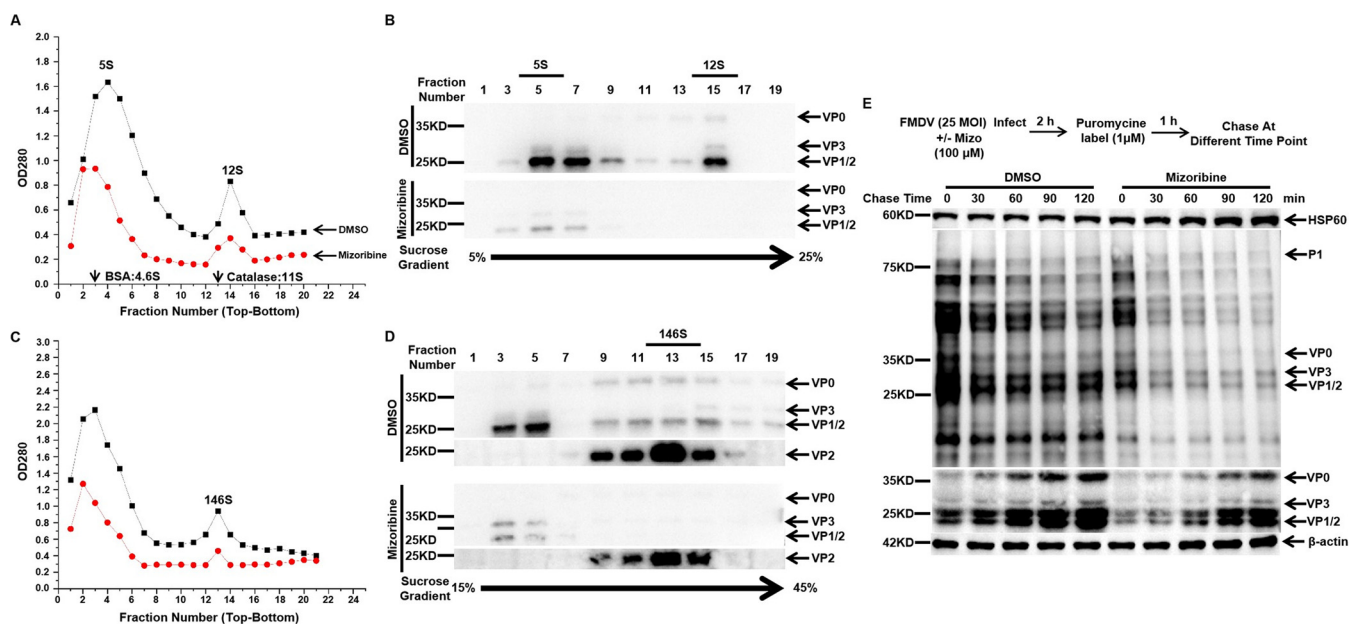 A
2.0
1.8
1.6
1.4
1.2
1.0
0.8
0.6
0.4
0.2
0.0
OD280
5S
12S
DMSO
Mizoribine
BSA:4.6S
Catalase:11S
0 2 4 6 8 10 12 14 16 18 20 22 24
Fraction Number (Top-Bottom)
B
5S
12S
Fraction
Number
1 3 5 7 9 11 13 15 17 19
DMSO
35KD
25KD
VP0
VP3
VP1/2
Mizoribine
35KD
25KD
VP0
VP3
VP1/2
Sucrose
Gradient
5%
25%
C
3.0
2.7
2.4
2.1
1.8
1.5
1.2
1.0
0.8
0.6
0.4
0.2
0.0
OD280
146S
0 2 4 6 8 10 12 14 16 18 20 22 24
Fraction Number (Top-Bottom)
D
146S
Fraction
Number
1 3 5 7 9 11 13 15 17 19
DMSO
35KD
25KD
25KD
VP0
VP3
VP1/2
VP2
Mizoribine
35KD
25KD
25KD
VP0
VP3
VP1/2
VP2
Sucrose
Gradient
15%
45%
E
FMDV (25 MOI)
+/- Mizo
(100 μM)
Infect
2 h
Puromycine
label (1μM)
1 h
Chase At
Different Time Point
DMSO
Mizoribine
Chase Time 0 30 60 90 120 0 30 60 90 120 min
60KD
HSP60
P1
75KD
35KD
25KD
VP0
VP3
VP1/2
35KD
25KD
VP0
VP3
VP1/2
42KD
β-actin